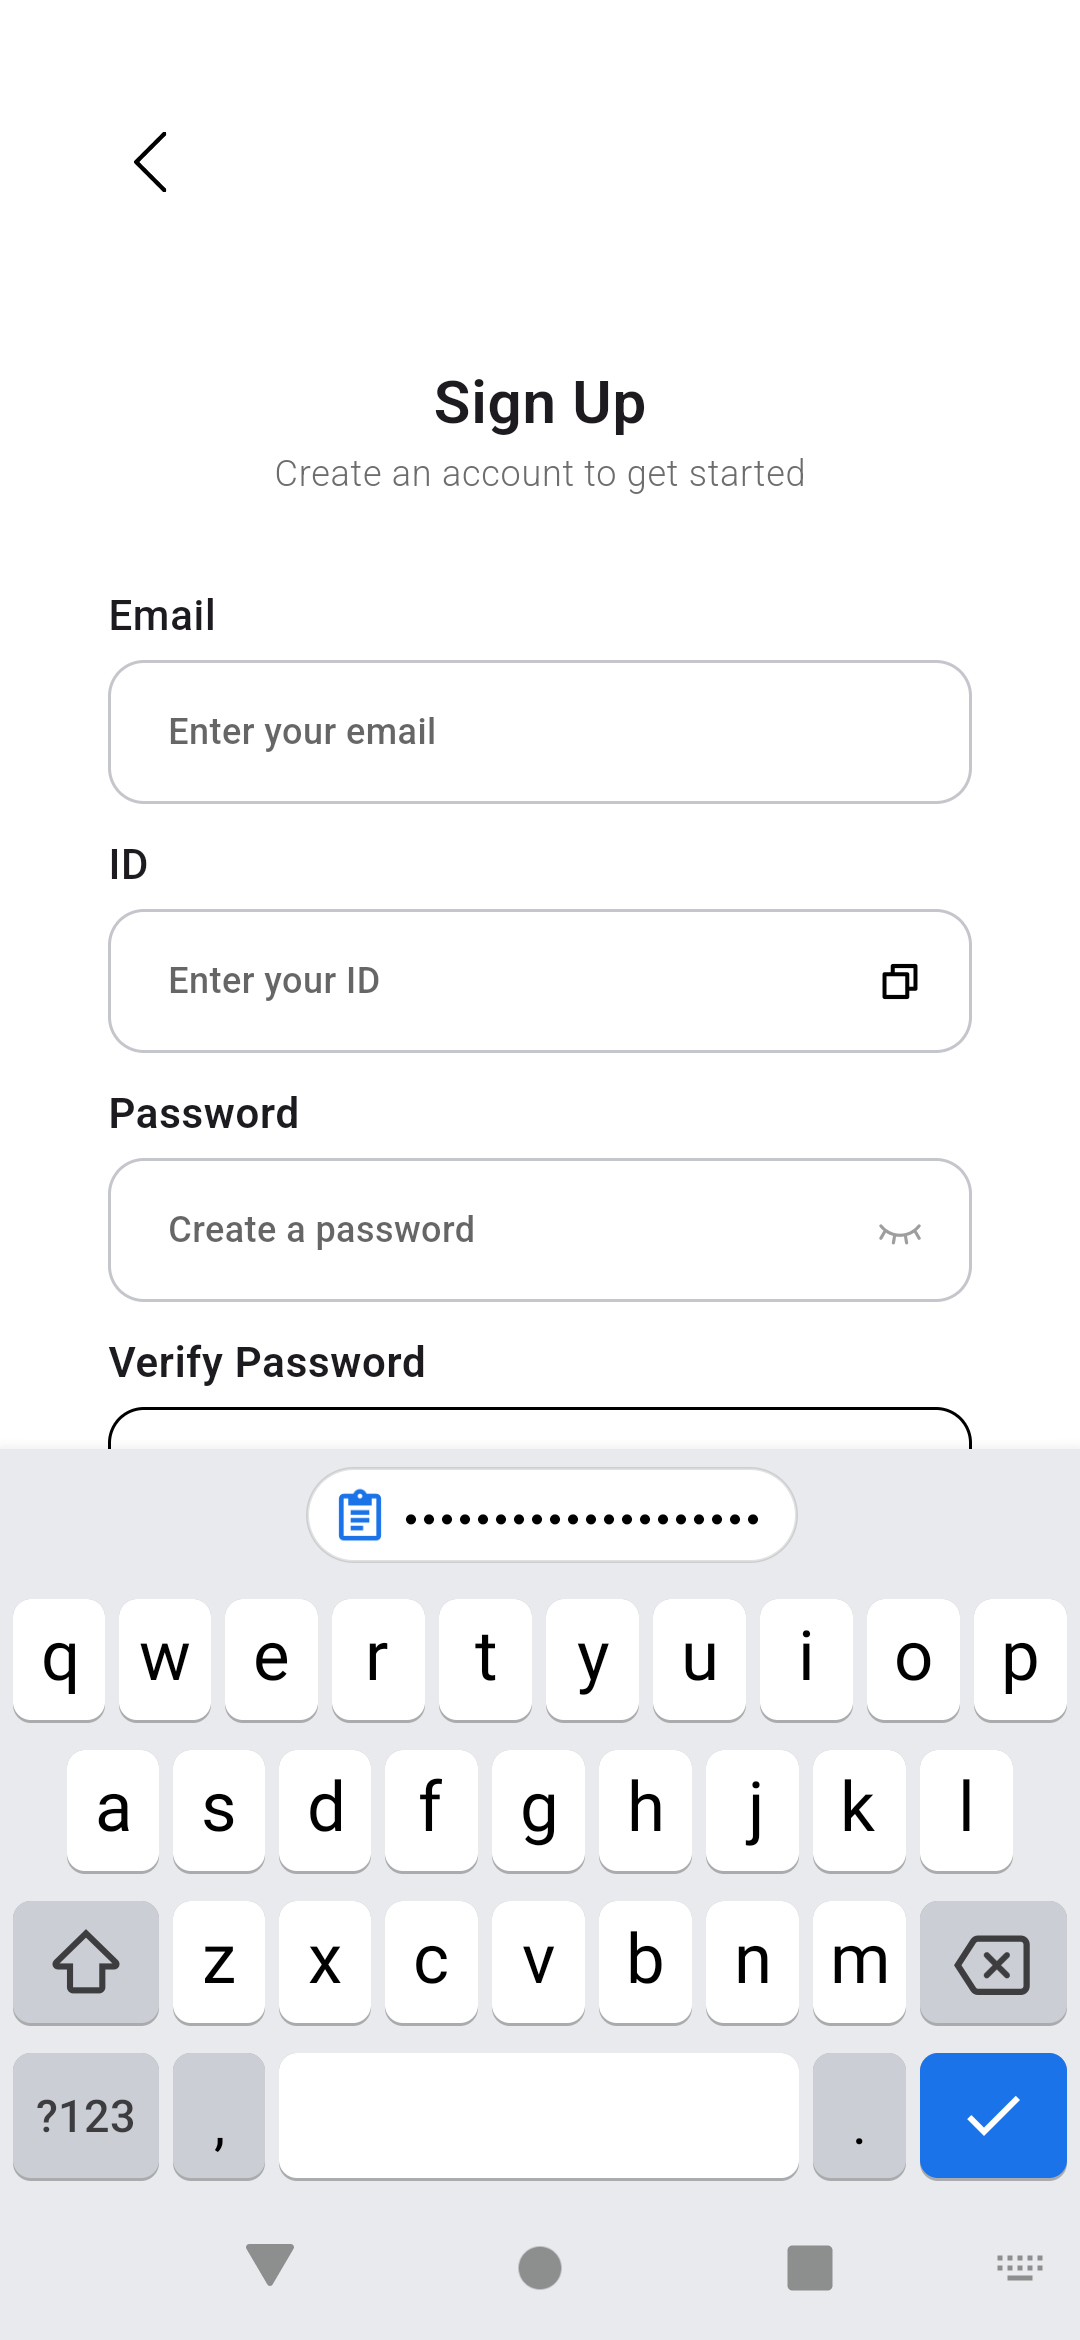 Sign Up
Create an account to get started
Email
Enter your email
ID
Enter your ID
Password
Create a password
Verify Password
••••••••••••••••••••
q w e r t y u i o p
a s d f g h j k l
z x c v b n m
?123 , .